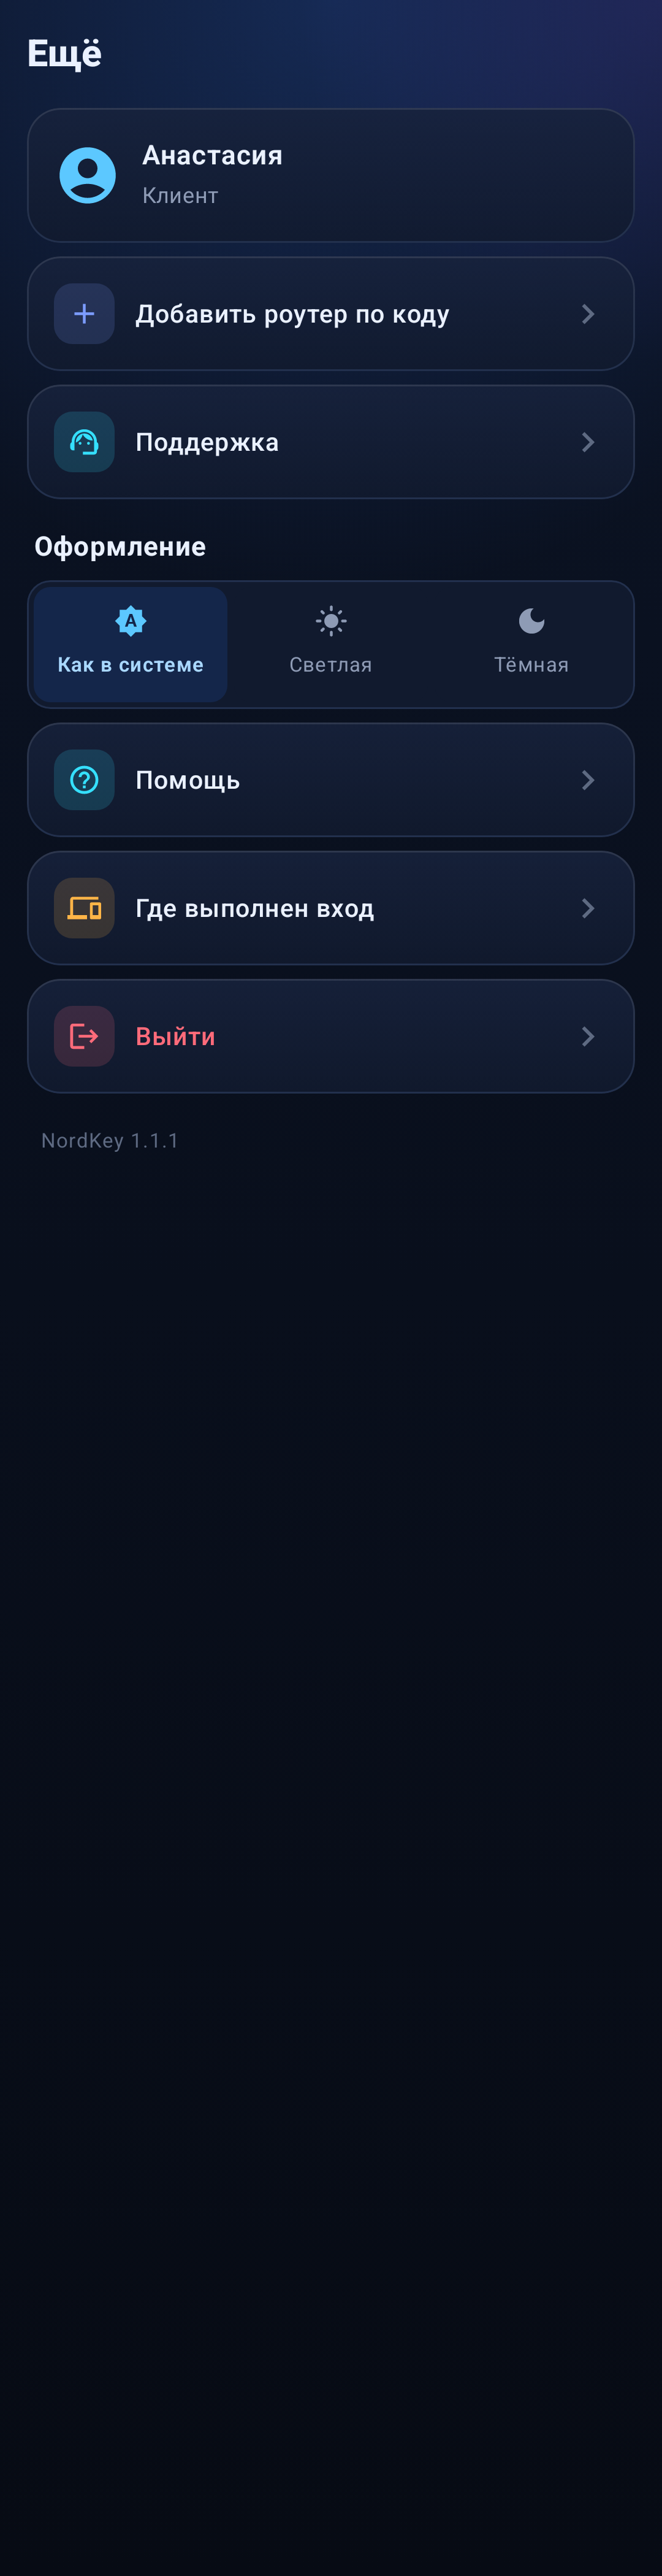 Ещё
Анастасия
Клиент
Добавить роутер по коду
Поддержка
Оформление
A
Как в системе
Светлая
Тёмная
Помощь
Где выполнен вход
Выйти
NordKey 1.1.1